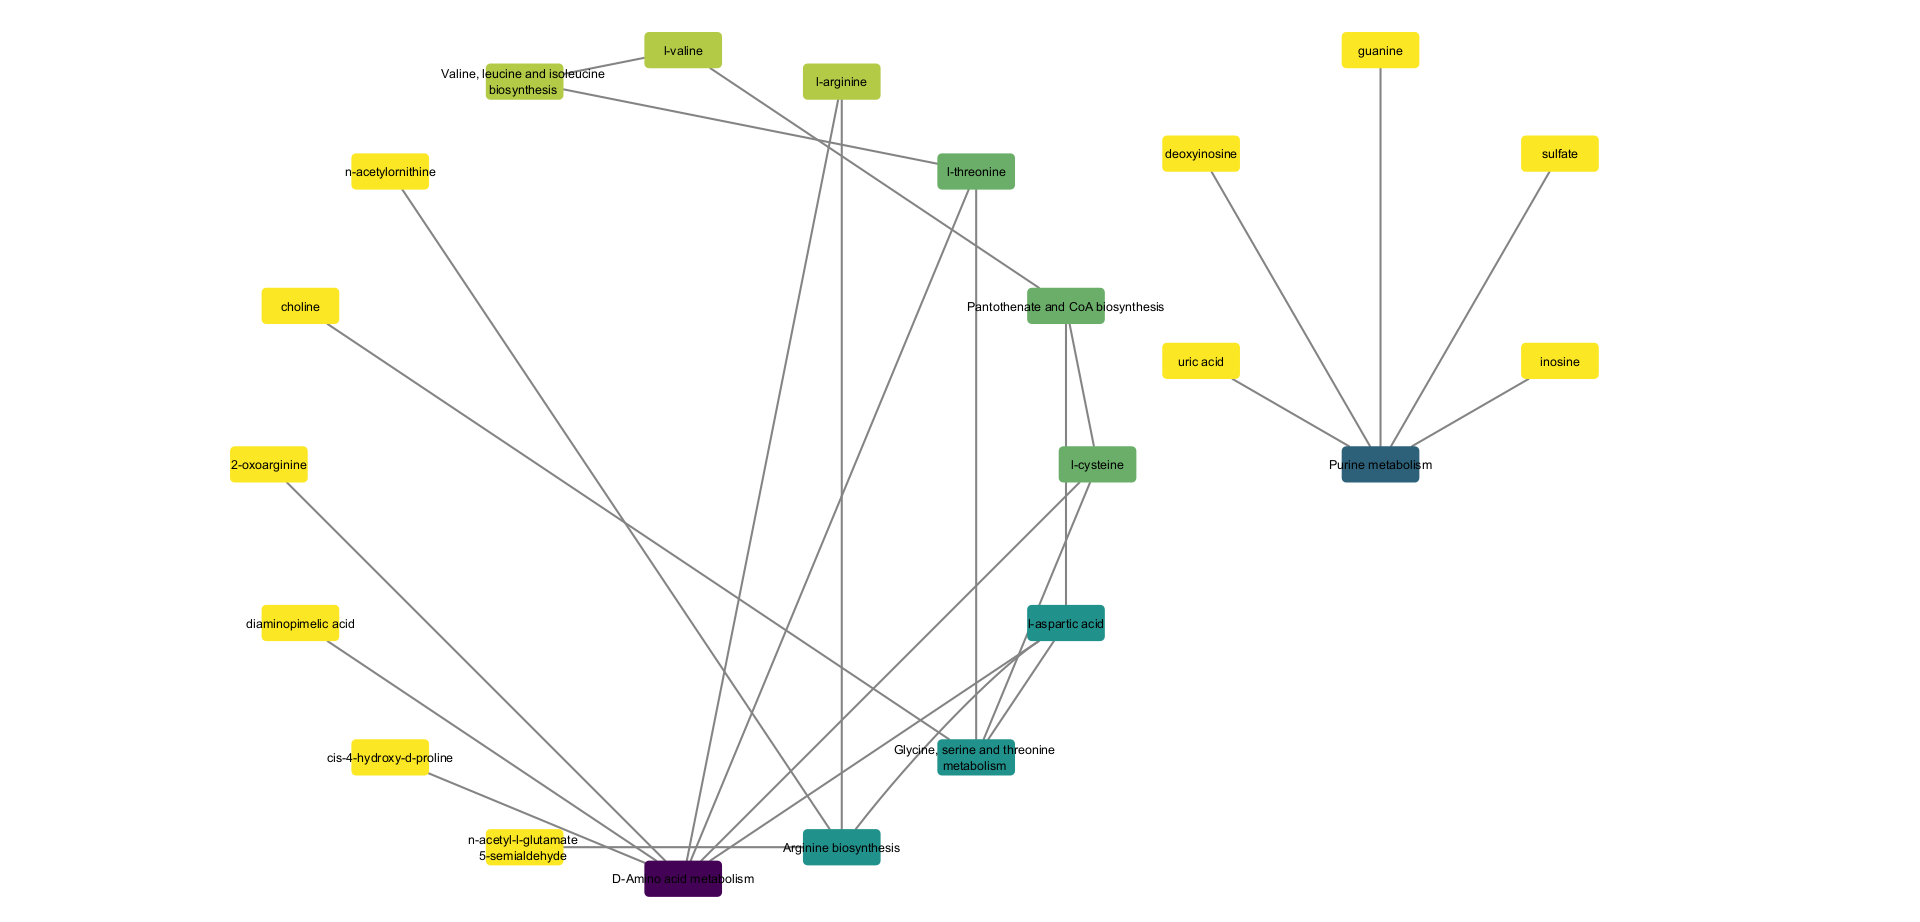 l-valine
guanine
Valine, leucine and isoleucine
biosynthesis
l-arginine
deoxyinosine
sulfate
n-acetylornithine
l-threonine
choline
Pantothenate and CoA biosynthesis
uric acid
inosine
2-oxoarginine
l-cysteine
Purine metabolism
diaminopimelic acid
l-aspartic acid
cis-4-hydroxy-d-proline
Glycine, serine and threonine
metabolism
n-acetyl-l-glutamate
5-semialdehyde
Arginine biosynthesis
D-Amino acid metabolism